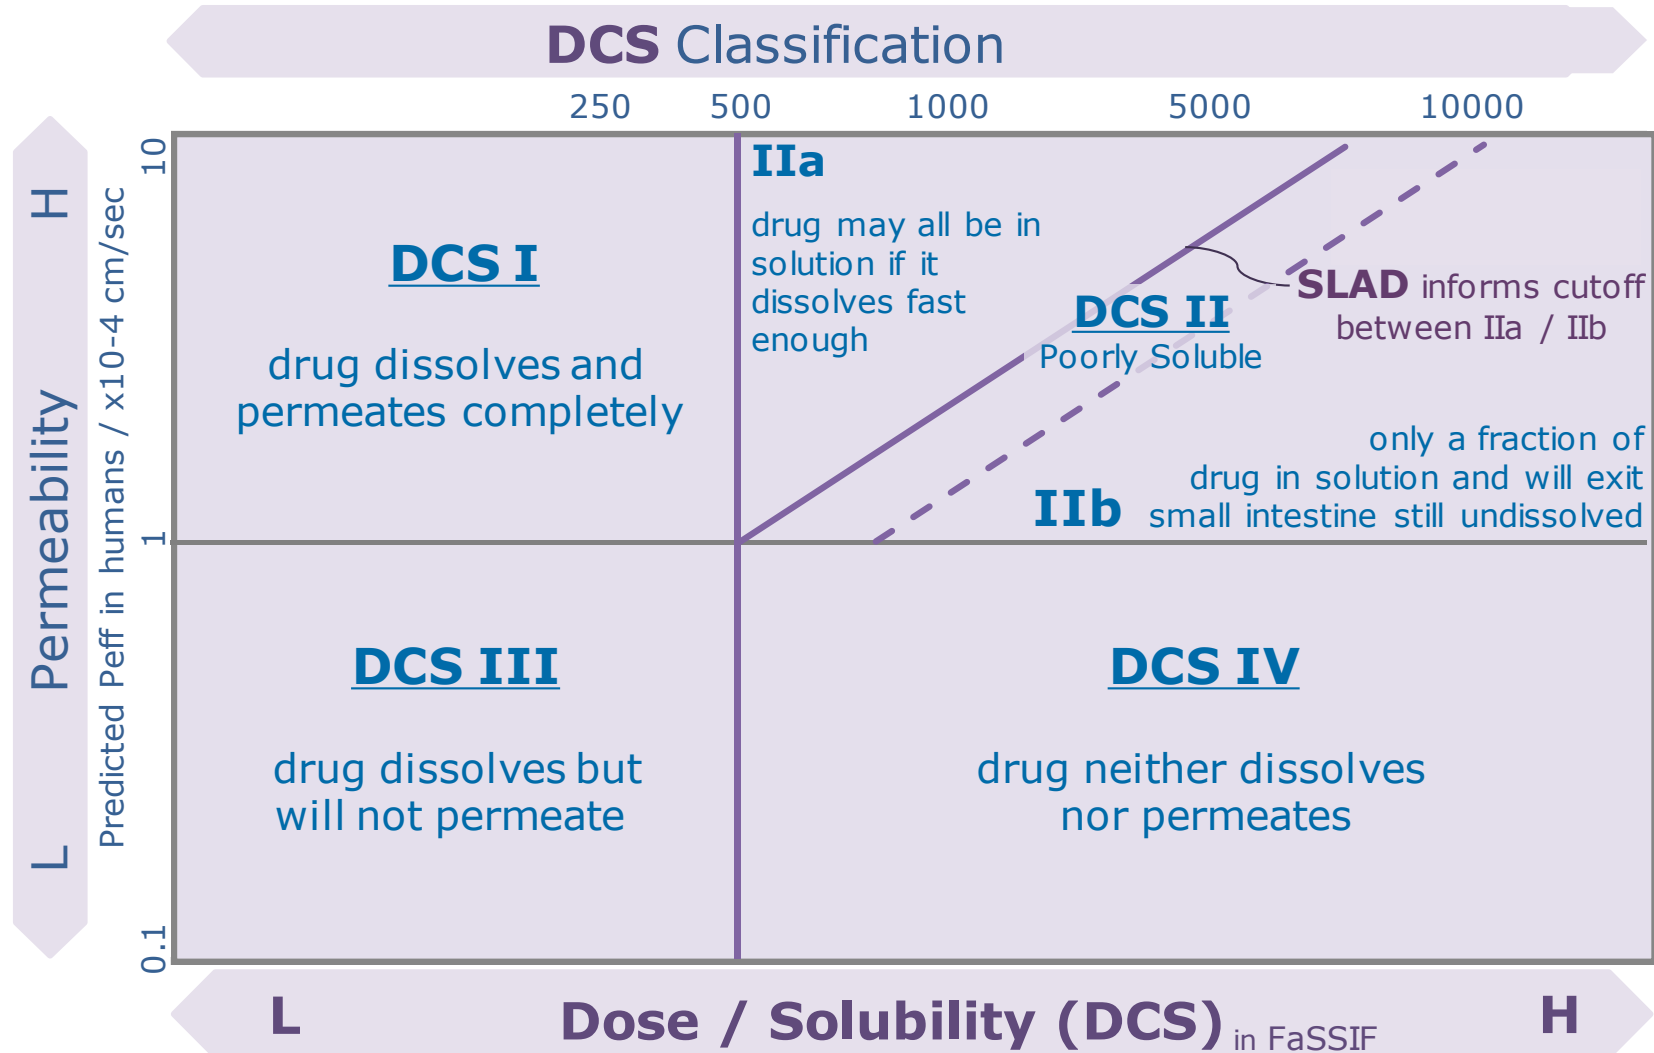 DCS Classification
250 500 1000 5000 10000
H
Permeability
L
Predicted Peff in humans / x10-4 cm/sec
10
1
0.1
DCS I
drug dissolves and
permeates completely
IIa
drug may all be in
solution if it
dissolves fast
enough
DCS II
Poorly Soluble
SLAD informs cutoff
between IIa / IIb
IIb
only a fraction of
drug in solution and will exit
small intestine still undissolved
DCS III
drug dissolves but
will not permeate
DCS IV
drug neither dissolves
nor permeates
L Dose / Solubility (DCS) in FaSSIF H